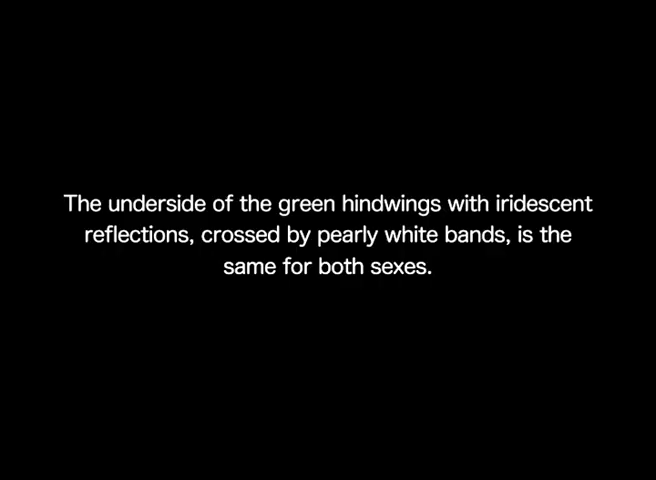 The underside of the green hindwings with iridescent
reflections, crossed by pearly white bands, is the
same for both sexes.